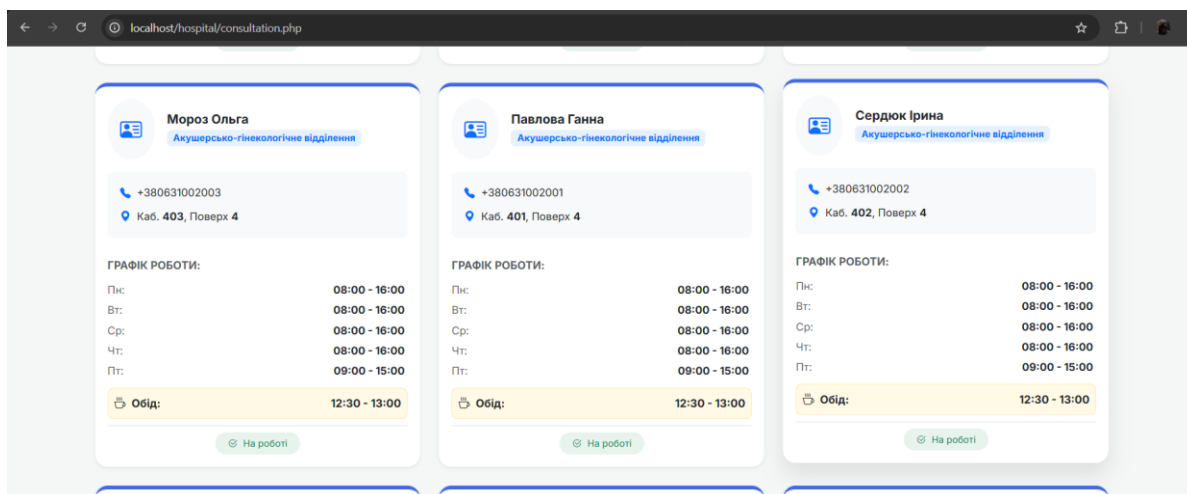 localhost/hospital/consultation.php
Мороз Ольга
Акушерсько-гінекологічне відділення
+380631002003
Каб. 403, Поверх 4
ГРАФІК РОБОТИ:
Пн: 08:00 - 16:00
Вт: 08:00 - 16:00
Ср: 08:00 - 16:00
Чт: 08:00 - 16:00
Пт: 09:00 - 15:00
Обід: 12:30 - 13:00
На роботі
Павлова Ганна
Акушерсько-гінекологічне відділення
+380631002001
Каб. 401, Поверх 4
ГРАФІК РОБОТИ:
Пн: 08:00 - 16:00
Вт: 08:00 - 16:00
Ср: 08:00 - 16:00
Чт: 08:00 - 16:00
Пт: 09:00 - 15:00
Обід: 12:30 - 13:00
На роботі
Сердюк Ірина
Акушерсько-гінекологічне відділення
+380631002002
Каб. 402, Поверх 4
ГРАФІК РОБОТИ:
Пн: 08:00 - 16:00
Вт: 08:00 - 16:00
Ср: 08:00 - 16:00
Чт: 08:00 - 16:00
Пт: 09:00 - 15:00
Обід: 12:30 - 13:00
На роботі